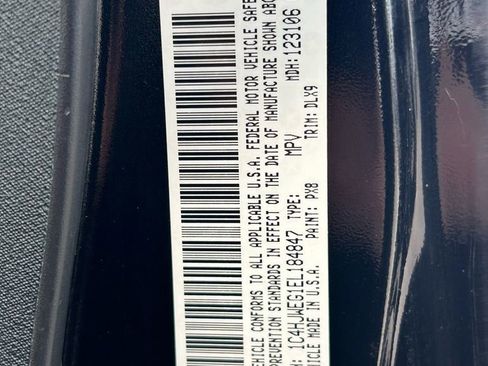 VEHICLE CONFORMS TO ALL APPLICABLE U.S.A. FEDERAL MOTOR VEHICLE SAFE
PREVENTION STANDARDS IN EFFECT ON THE DATE OF MANUFACTURE SHOWN ABO
: 1C4HJWEG1EL184847 TYPE: MPV MDH: 123106
VEHICLE MADE IN U.S.A. PAINT: PX8 TRIM: DLX9